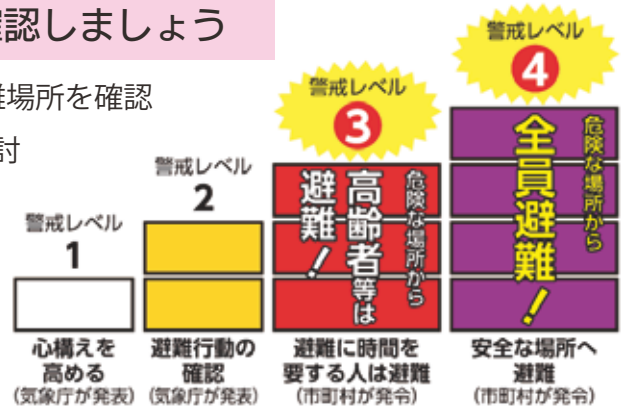 確認しましょう
難場所を確認
討
警戒レベル
1
心構えを
高める
(気象庁が発表)
警戒レベル
2
避難行動の
確認
(気象庁が発表)
警戒レベル
3
危険な場所から
高齢者等は
避難！
避難に時間を
要する人は避難
(市町村が発令)
警戒レベル
4
危険な場所から
全員避難！
安全な場所へ
避難
(市町村が発令)